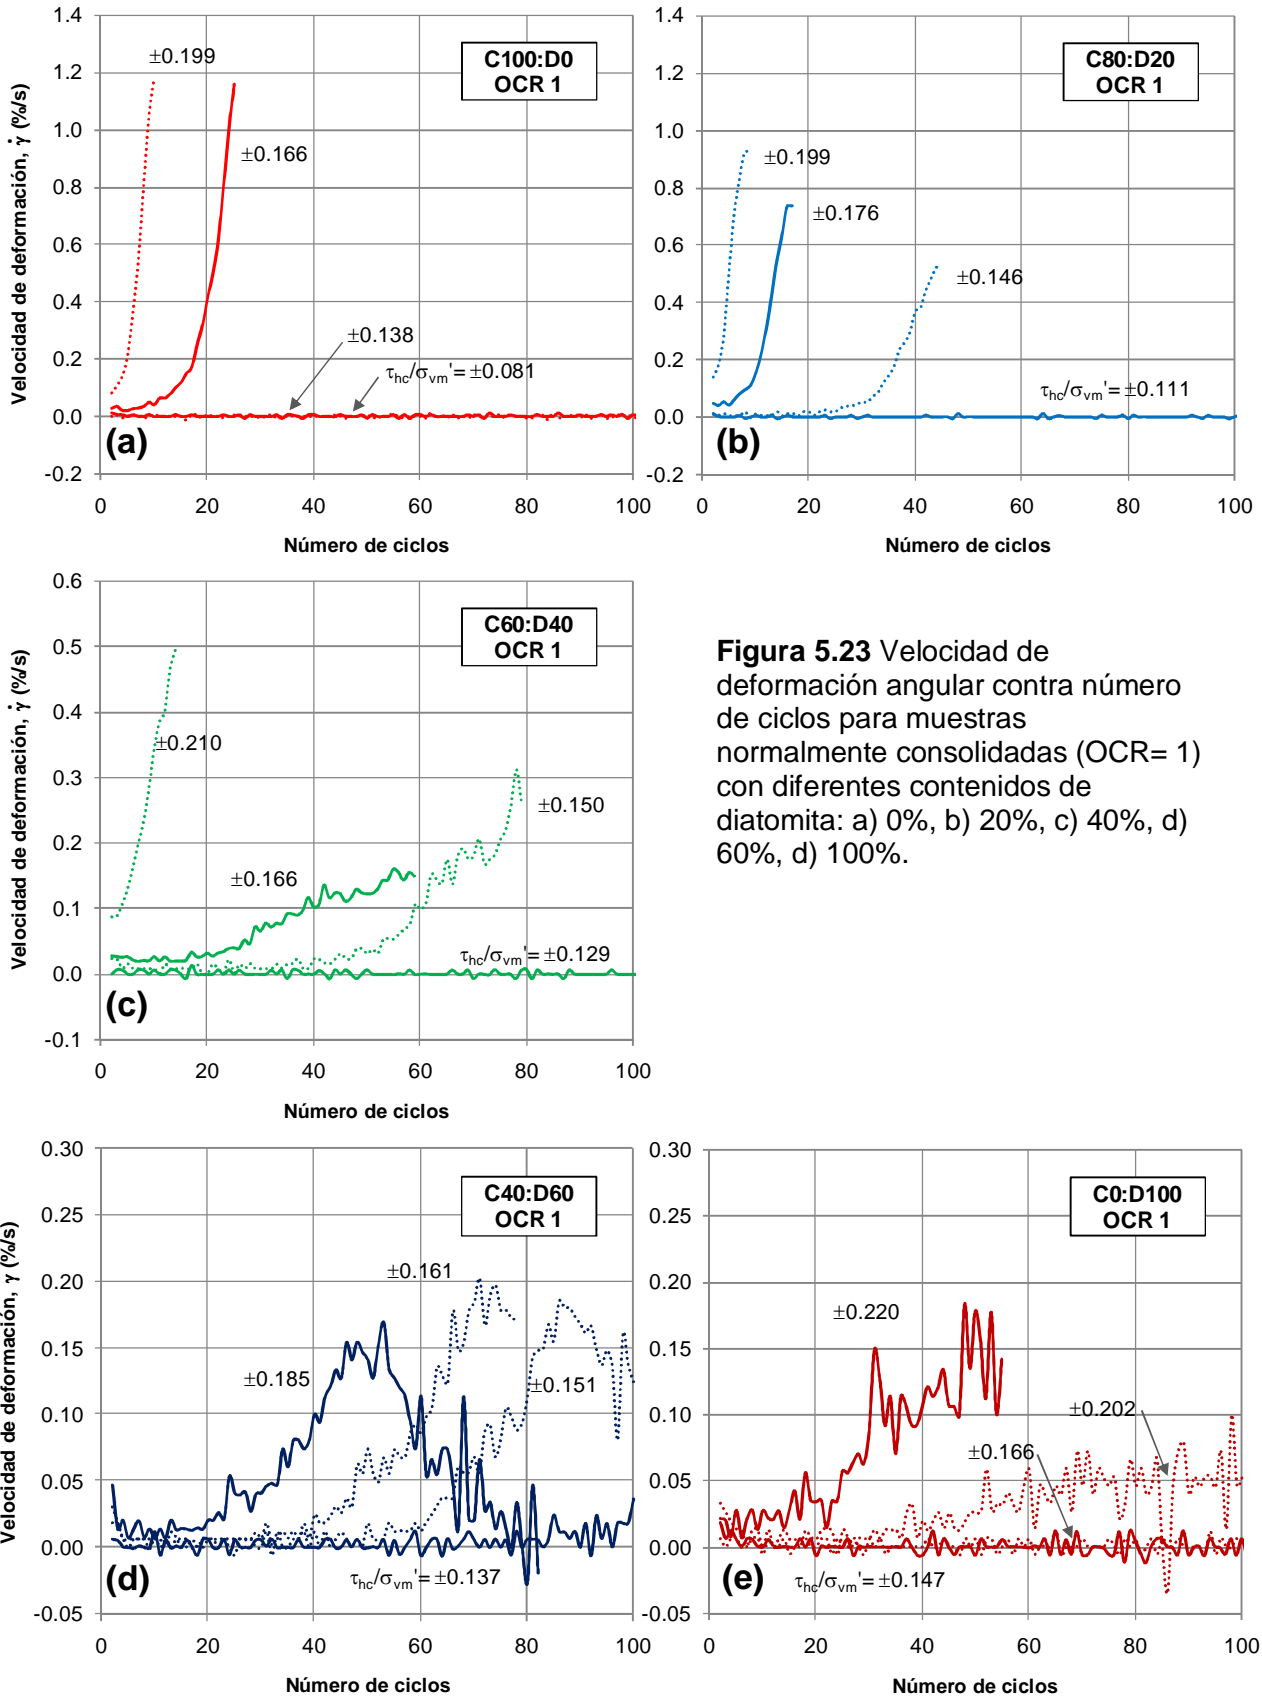 1.4
1.2
1.0
0.8
0.6
0.4
0.2
0.0
-0.2
Velocidad de deformación, γ̇ (%/s)
±0.199
C100:D0
OCR 1
±0.166
±0.138
τhc/σvm'= ±0.081
(a)
0 20 40 60 80 100
Número de ciclos
1.4
1.2
1.0
0.8
0.6
0.4
0.2
0.0
-0.2
C80:D20
OCR 1
±0.199
±0.176
±0.146
τhc/σvm'= ±0.111
(b)
0 20 40 60 80 100
Número de ciclos
0.6
0.5
0.4
0.3
0.2
0.1
0.0
-0.1
Velocidad de deformación, γ̇ (%/s)
C60:D40
OCR 1
±0.210
±0.150
±0.166
τhc/σvm'= ±0.129
(c)
0 20 40 60 80 100
Número de ciclos
Figura 5.23 Velocidad de
deformación angular contra número
de ciclos para muestras
normalmente consolidadas (OCR= 1)
con diferentes contenidos de
diatomita: a) 0%, b) 20%, c) 40%, d)
60%, d) 100%.
0.30
0.25
0.20
0.15
0.10
0.05
0.00
-0.05
Velocidad de deformación, γ̇ (%/s)
C40:D60
OCR 1
±0.161
±0.185
±0.151
τhc/σvm'= ±0.137
(d)
0 20 40 60 80 100
Número de ciclos
0.30
0.25
0.20
0.15
0.10
0.05
0.00
-0.05
C0:D100
OCR 1
±0.220
±0.202
±0.166
τhc/σvm'= ±0.147
(e)
0 20 40 60 80 100
Número de ciclos